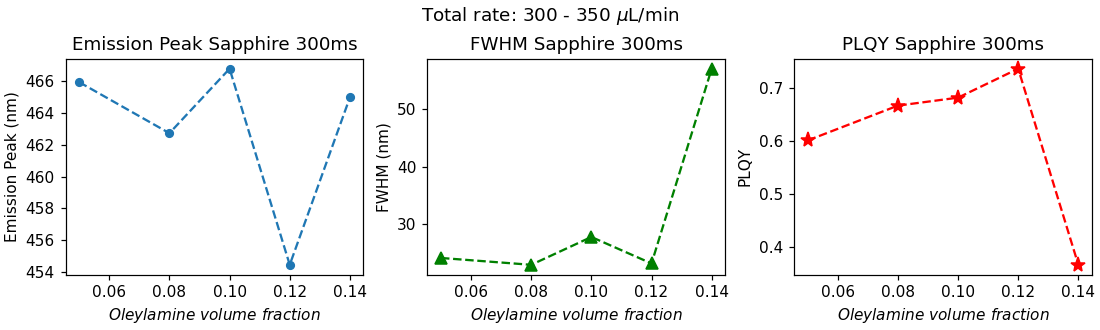 Total rate: 300 - 350 μL/min
Emission Peak Sapphire 300ms
Emission Peak (nm)
466
464
462
460
458
456
454
0.06 0.08 0.10 0.12 0.14
Oleylamine volume fraction
FWHM Sapphire 300ms
FWHM (nm)
50
40
30
0.06 0.08 0.10 0.12 0.14
Oleylamine volume fraction
PLQY Sapphire 300ms
PLQY
0.7
0.6
0.5
0.4
0.06 0.08 0.10 0.12 0.14
Oleylamine volume fraction